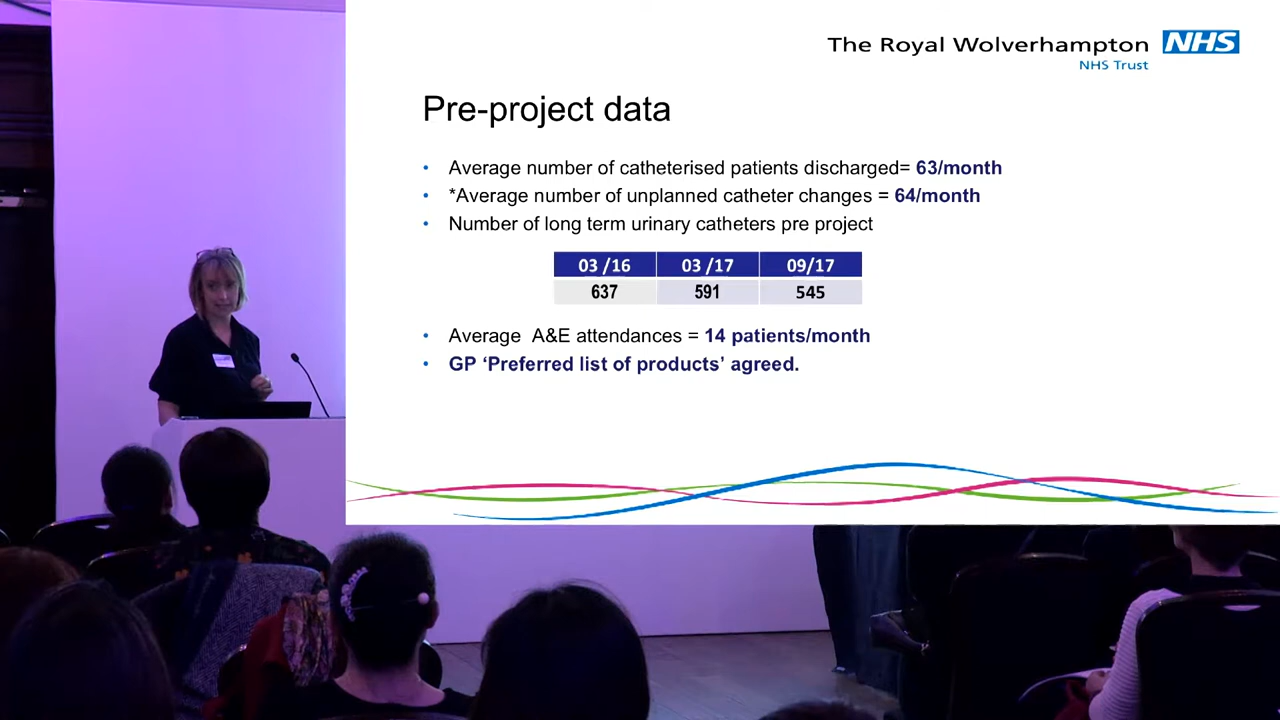 The Royal Wolverhampton NHS
NHS Trust
Pre-project data
• Average number of catheterised patients discharged= 63/month
• *Average number of unplanned catheter changes = 64/month
• Number of long term urinary catheters pre project
03 /16 03 /17 09/17
637 591 545
• Average A&E attendances = 14 patients/month
• GP ‘Preferred list of products’ agreed.